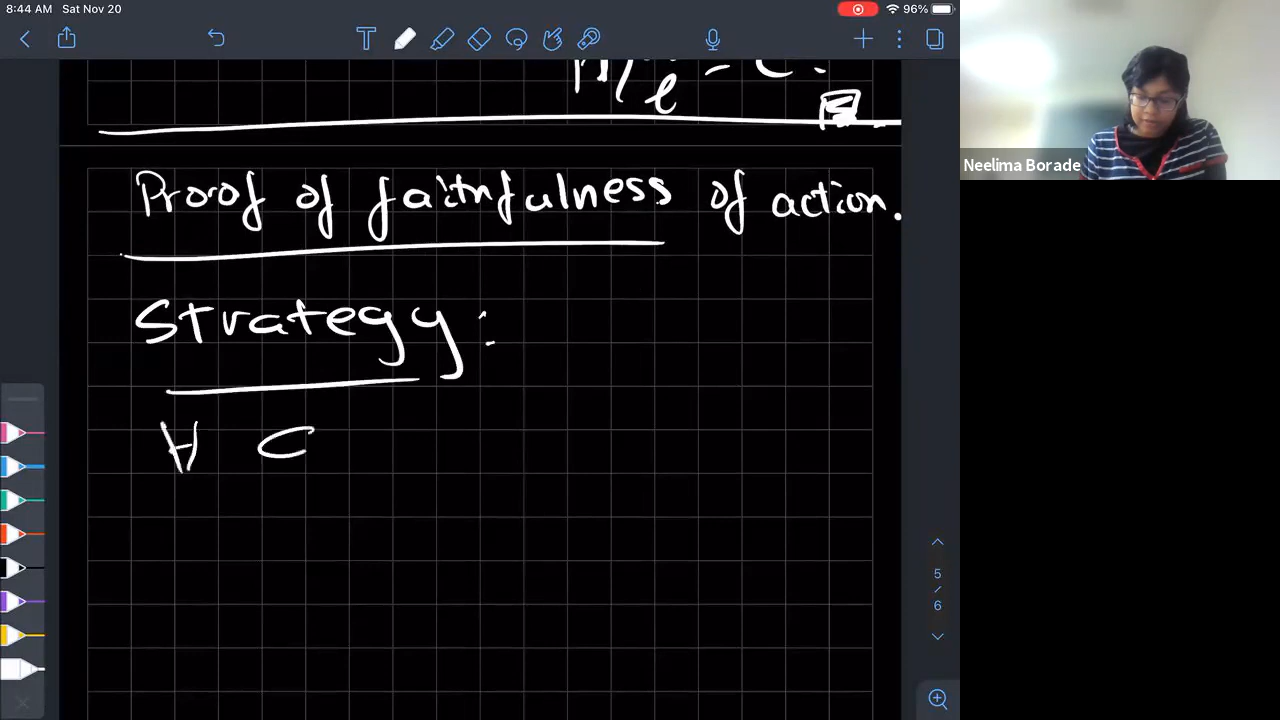 8:44 AM Sat Nov 20
96%
Proof of faithfulness of action.
Strategy:
∀ C
5
/
6
Neelima Borade